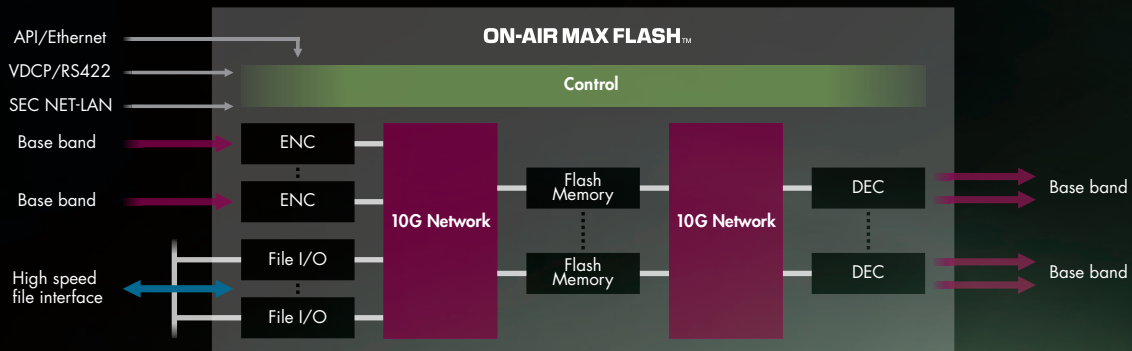 ON-AIR MAX FLASH™
API/Ethernet
VDCP/RS422
SEC NET-LAN
Control
Base band
ENC
Base band
ENC
10G Network
Flash
Memory
10G Network
DEC
Base band
File I/O
High speed
file interface
File I/O
Flash
Memory
DEC
Base band